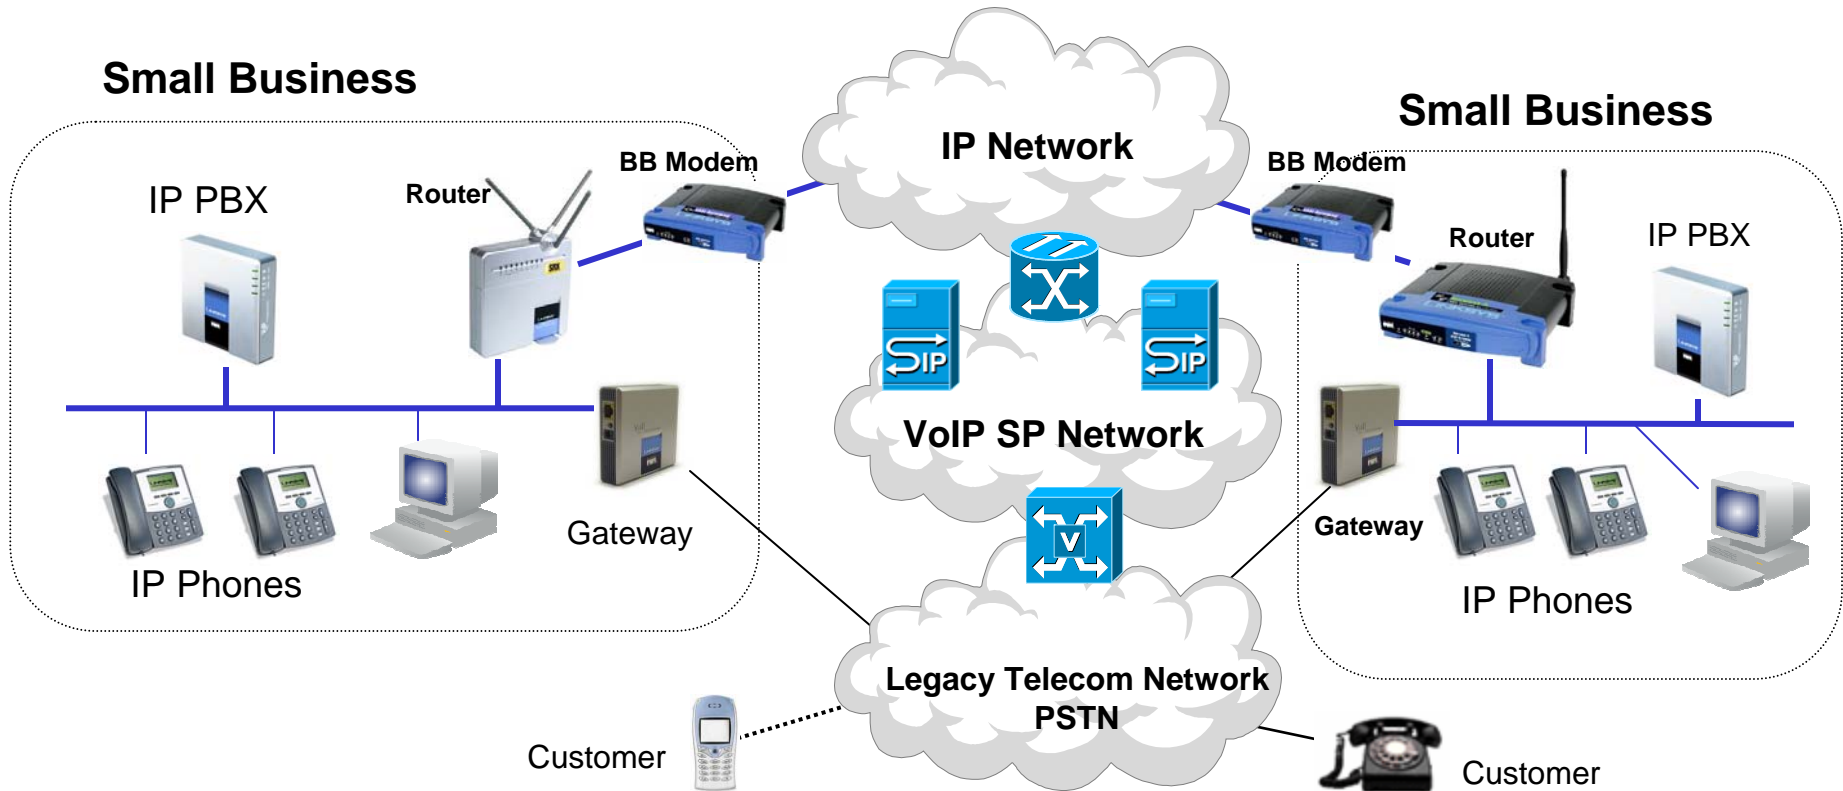 Small Business
Small Business
IP Network
BB Modem
BB Modem
IP PBX
Router
Router
IP PBX
SRX
SIP
SIP
VoIP SP Network
V
Gateway
Gateway
IP Phones
IP Phones
Legacy Telecom Network
PSTN
Customer
Customer